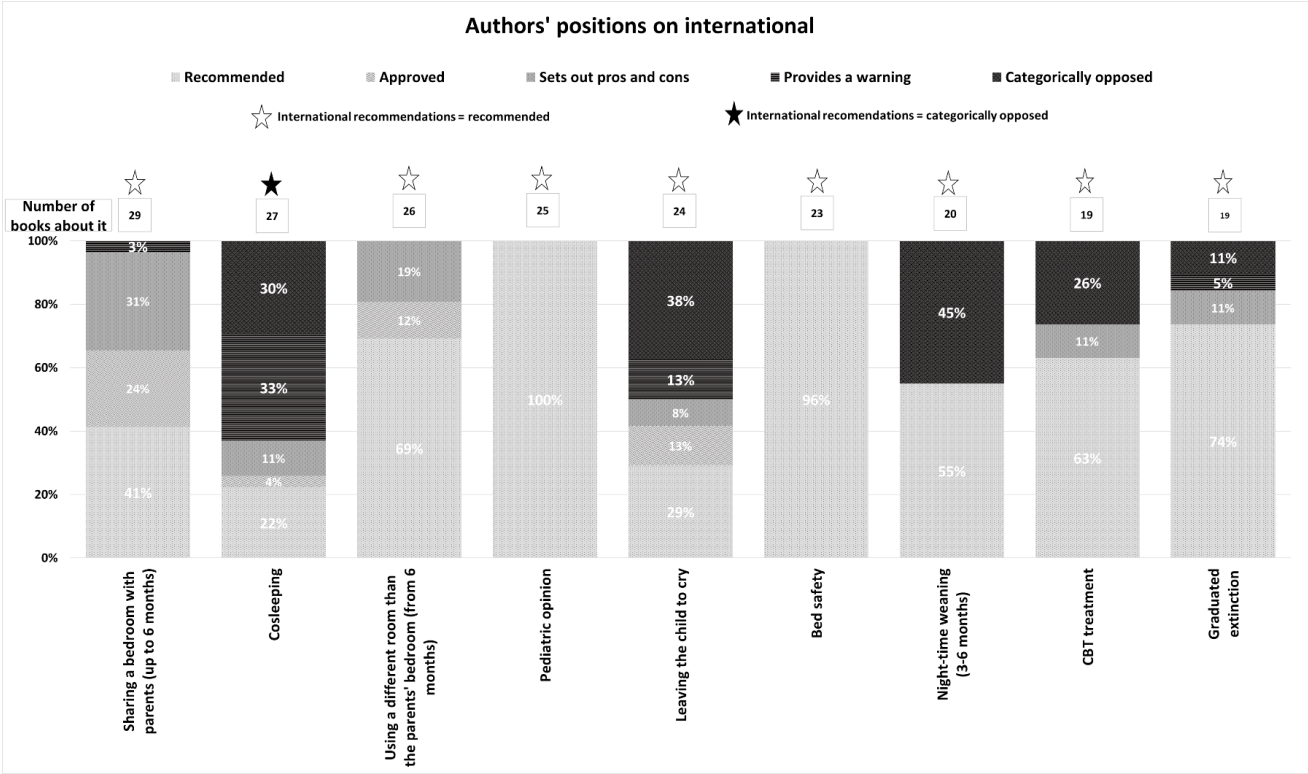 Authors' positions on international
Recommended Approved Sets out pros and cons Provides a warning Categorically opposed
International recommendations = recommended International recomendations = categorically opposed
Number of
books about it
29 27 26 25 24 23 20 19 19
100%
80%
60%
40%
20%
0%
3%
31%
24%
41%
30%
33%
11%
4%
22%
19%
12%
69%
100%
38%
13%
8%
13%
29%
96%
45%
55%
26%
11%
63%
11%
5%
11%
74%
Sharing a bedroom with
parents (up to 6 months)
Cosleeping
Using a different room than
the parents' bedroom (from 6
months)
Pediatric opinion
Leaving the child to cry
Bed safety
Night-time weaning
(3-6 months)
CBT treatment
Graduated
extinction